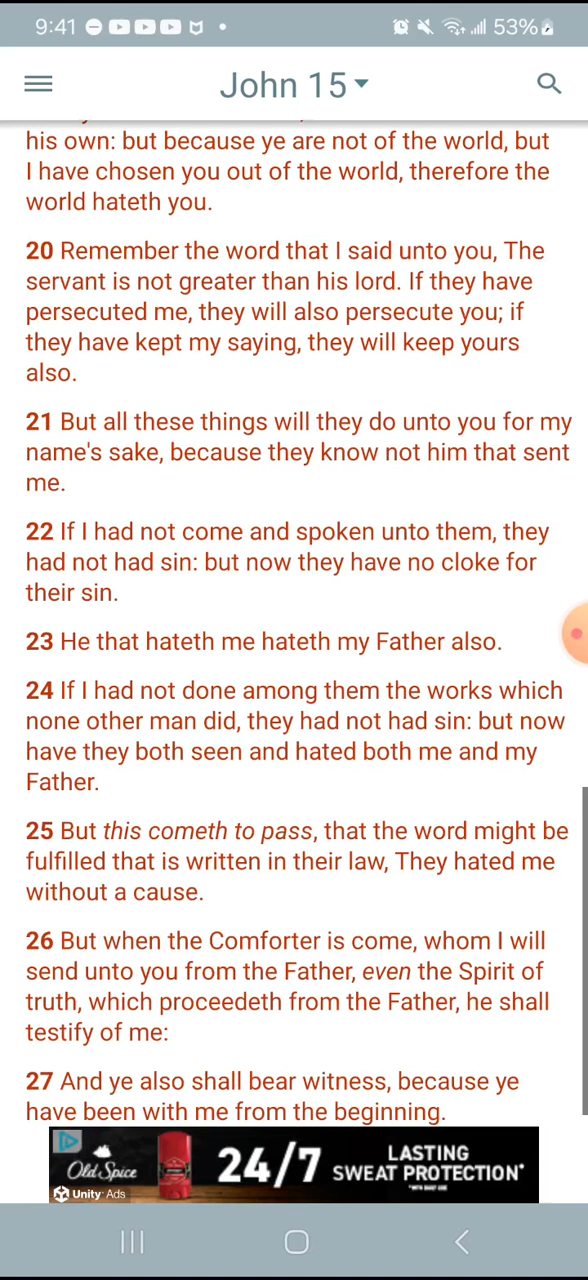 9:41
53%
John 15
his own: but because ye are not of the world, but
I have chosen you out of the world, therefore the
world hateth you.
20 Remember the word that I said unto you, The
servant is not greater than his lord. If they have
persecuted me, they will also persecute you; if
they have kept my saying, they will keep yours
also.
21 But all these things will they do unto you for my
name's sake, because they know not him that sent
me.
22 If I had not come and spoken unto them, they
had not had sin: but now they have no cloke for
their sin.
23 He that hateth me hateth my Father also.
24 If I had not done among them the works which
none other man did, they had not had sin: but now
have they both seen and hated both me and my
Father.
25 But this cometh to pass, that the word might be
fulfilled that is written in their law, They hated me
without a cause.
26 But when the Comforter is come, whom I will
send unto you from the Father, even the Spirit of
truth, which proceedeth from the Father, he shall
testify of me:
27 And ye also shall bear witness, because ye
have been with me from the beginning.
Old Spice
24/7
LASTING
SWEAT PROTECTION*
Unity Ads